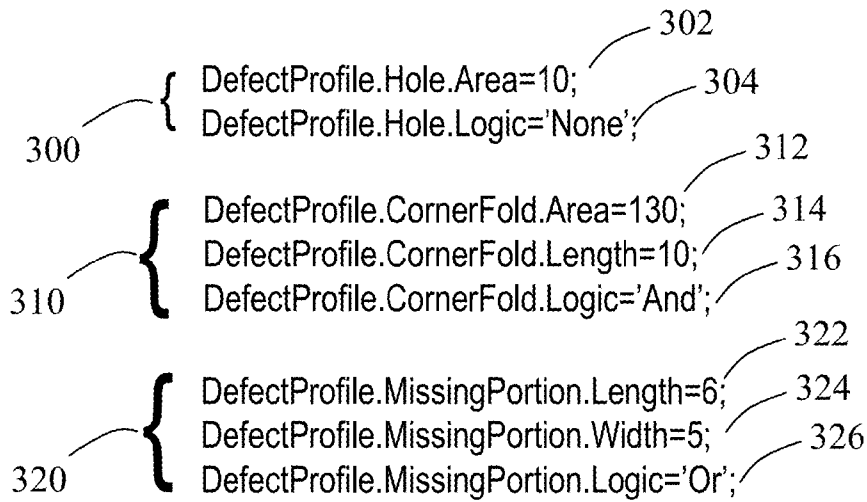 302
DefectProfile.Hole.Area=10;
304
DefectProfile.Hole.Logic='None';
300
312
DefectProfile.CornerFold.Area=130;
314
DefectProfile.CornerFold.Length=10;
316
DefectProfile.CornerFold.Logic='And';
310
322
DefectProfile.MissingPortion.Length=6;
324
DefectProfile.MissingPortion.Width=5;
326
DefectProfile.MissingPortion.Logic='Or';
320